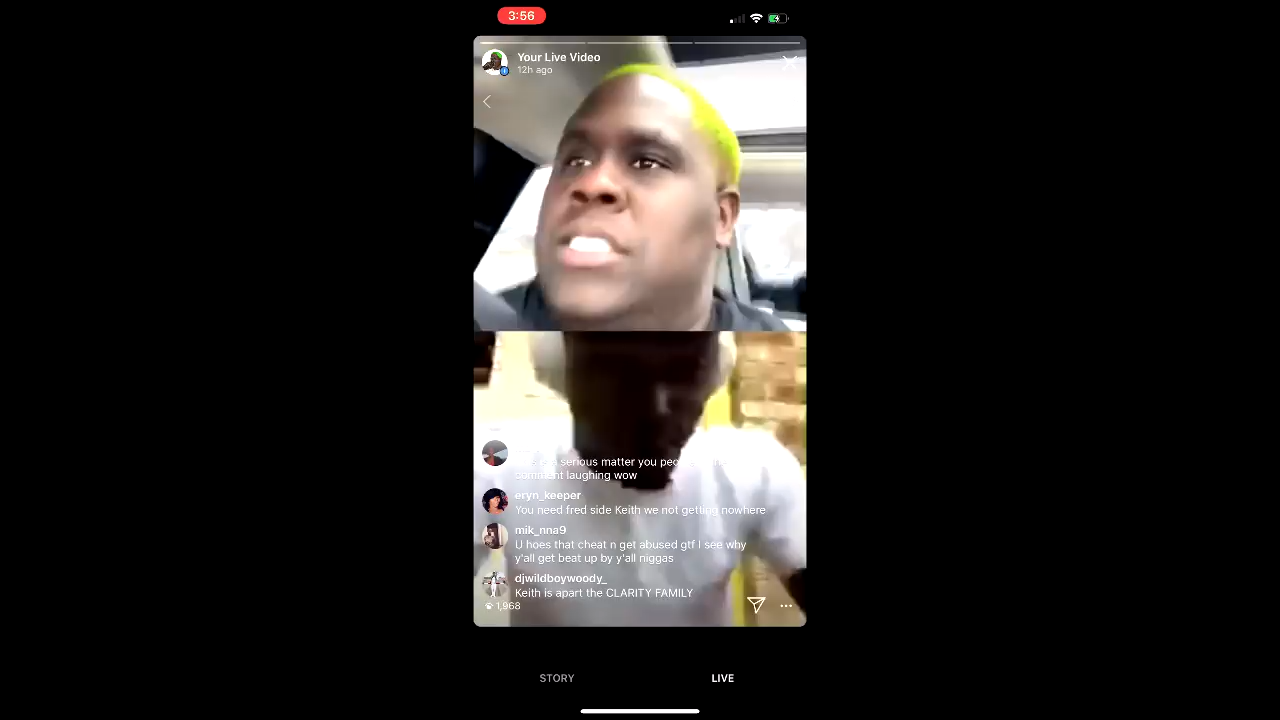 3:56
Your Live Video
12h ago
serious matter you
comment laughing wow
eryn_keeper
You need fred side Keith we not getting nowhere
mik_nna9
U hoes that cheat n get abused gtf I see why
y'all get beat up by y'all niggas
djwildboywoody_
Keith is apart the CLARITY FAMILY
1,968
STORY
LIVE